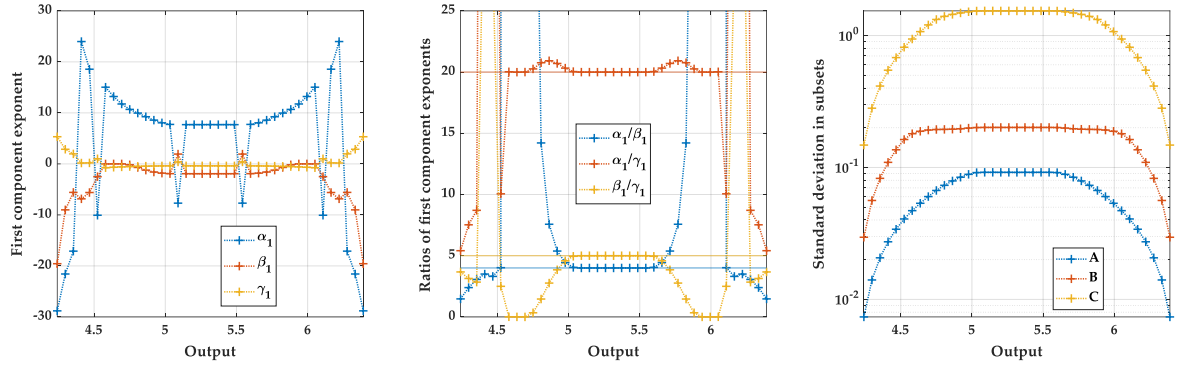 30
20
10
0
-10
-20
-30
4.5
5
5.5
6
First component exponent
Output
α1
β1
γ1
25
20
15
10
5
0
4.5
5
5.5
6
Ratios of first component exponents
Output
α1/β1
α1/γ1
β1/γ1
10^0
10^-1
10^-2
4.5
5
5.5
6
Standard deviation in subsets
Output
A
B
C